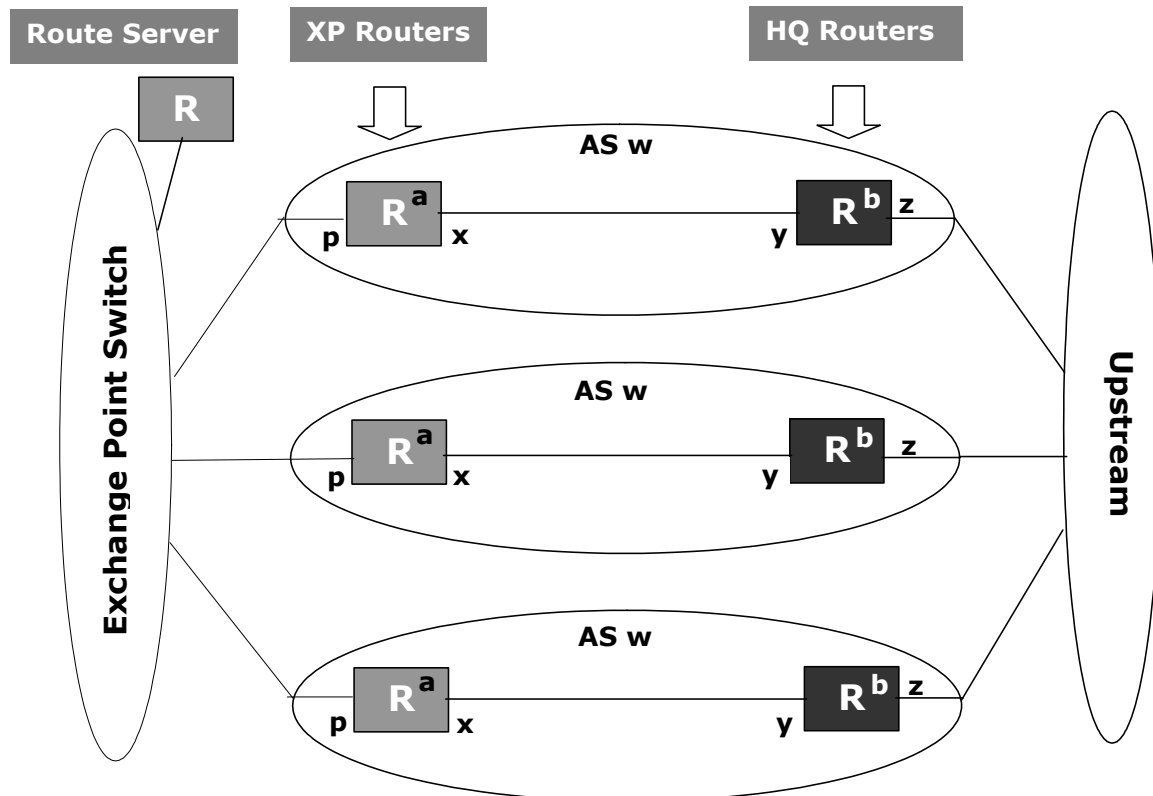 Route Server
XP Routers
HQ Routers
R
AS w
R a
R b
z
p
x
y
Exchange Point Switch
Upstream
AS w
R a
R b
z
p
x
y
AS w
R a
R b
z
p
x
y